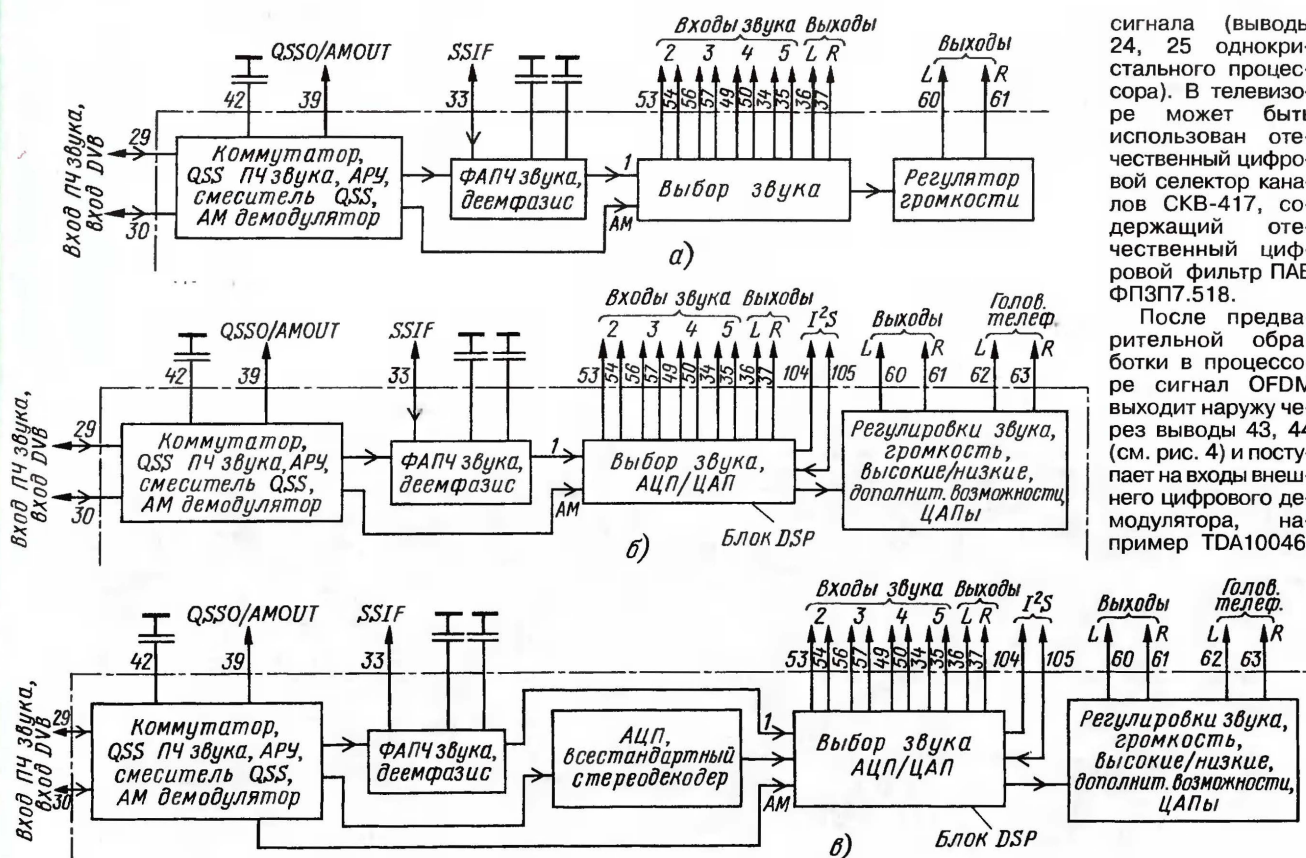 QSSO/AMOUT
SSIF
Входы звука
Выходы
2 3 4 5 L R
Выходы
L R
42
39
33
53 54 56 57 49 50 34 35 36 37
60 61
Вход ПЧ звука,
вход DVB
29
30
Коммутатор,
QSS ПЧ звука, АРУ,
смеситель QSS,
АМ демодулятор
ФАПЧ звука,
деемфазис
1
АМ
Выбор звука
Регулятор
громкости
а)
QSSO/AMOUT
SSIF
Входы звука
Выходы
I²S
2 3 4 5 L R
Выходы
L R
Голов.
телеф.
L R
42
39
33
53 54 56 57 49 50 34 35 36 37
104 105
60 61
62 63
Вход ПЧ звука,
вход DVB
29
30
Коммутатор,
QSS ПЧ звука, АРУ,
смеситель QSS,
АМ демодулятор
ФАПЧ звука,
деемфазис
1
АМ
Выбор звука,
АЦП/ЦАП
Регулировки звука,
громкость,
высокие/низкие,
дополнит. возможности,
ЦАПы
Блок DSP
б)
QSSO/AMOUT
SSIF
Входы звука
Выходы
I²S
2 3 4 5 L R
Выходы
L R
Голов.
телеф.
L R
42
39
33
53 54 56 57 49 50 34 35 36 37
104 105
60 61
62 63
Вход ПЧ звука,
вход DVB
29
30
Коммутатор,
QSS ПЧ звука, АРУ,
смеситель QSS,
АМ демодулятор
ФАПЧ звука,
деемфазис
АЦП,
всестандартный
стереодекодер
1
АМ
Выбор звука
АЦП/ЦАП
Регулировки звука,
громкость,
высокие/низкие,
дополнит. возможности,
ЦАПы
Блок DSP
в)
сигнала (выводы
24, 25 однокри-
стального процес-
сора). В телевизо-
ре может быть
использован оте-
чественный цифро-
вой селектор кана-
лов СКВ-417, со-
держащий оте-
чественный циф-
ровой фильтр ПАВ
ФПЗП7.518.
После предва-
рительной обра-
ботки в процессо-
ре сигнал OFDM
выходит наружу че-
рез выводы 43, 44
(см. рис. 4) и посту-
пает на входы внеш-
него цифрового де-
модулятора, на-
пример TDA10046.